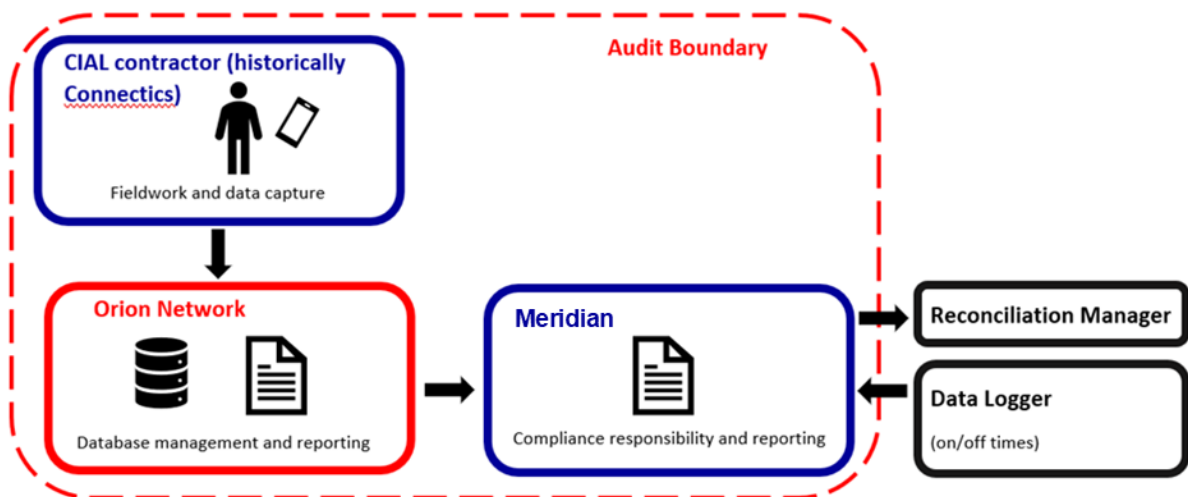 Audit Boundary
CIAL contractor (historically
Connectics)
Fieldwork and data capture
Orion Network
Database management and reporting
Meridian
Compliance responsibility and reporting
Reconciliation Manager
Data Logger
(on/off times)